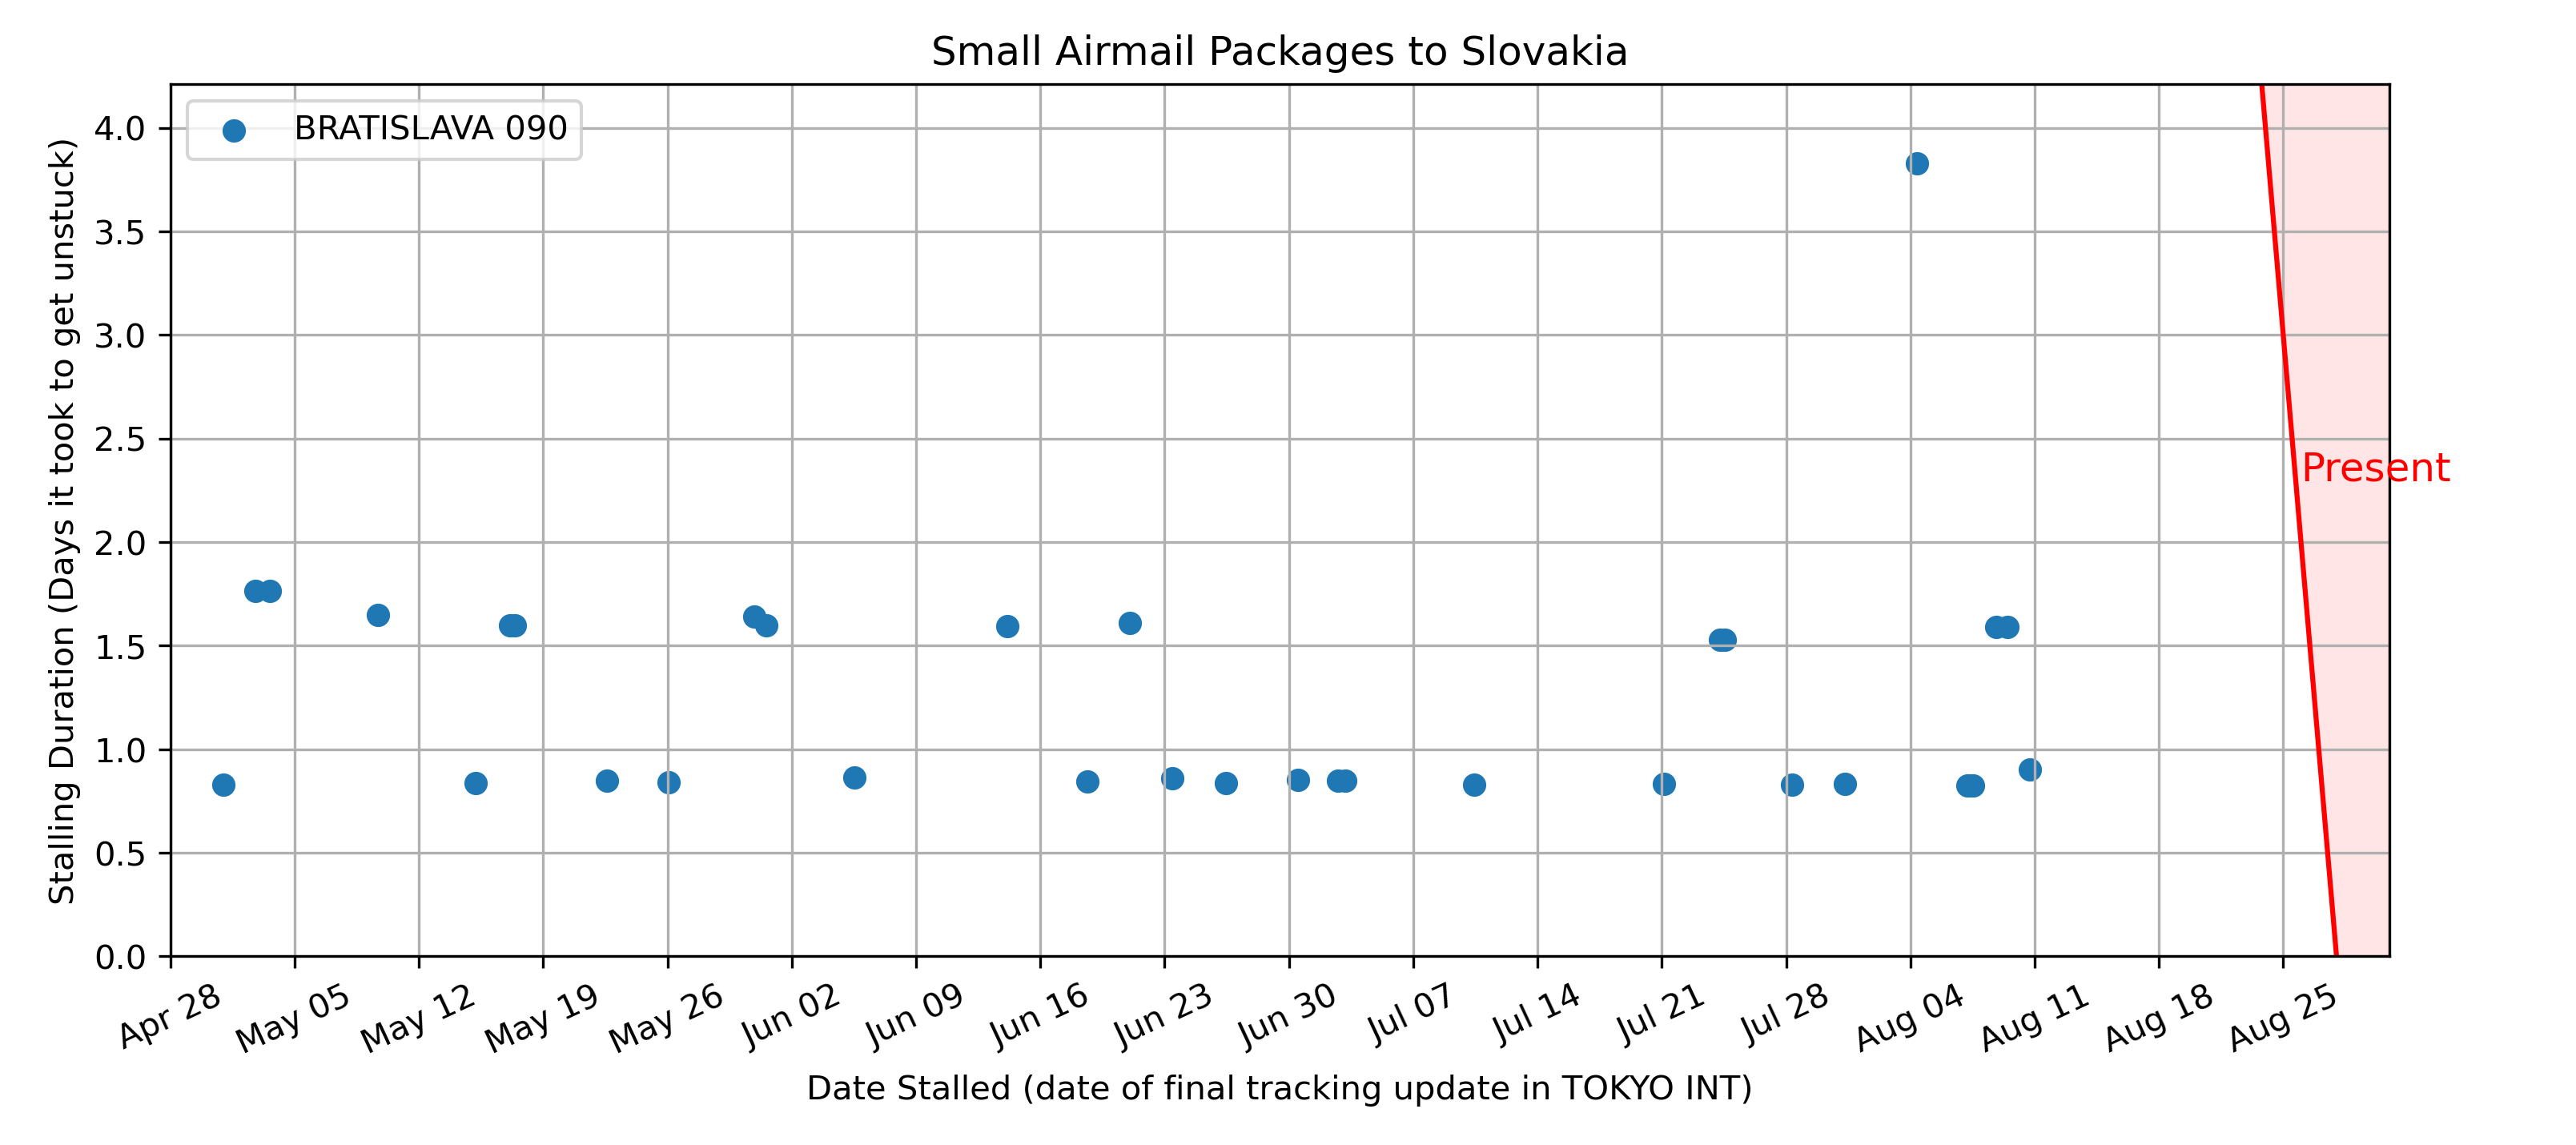 Small Airmail Packages to Slovakia
BRATISLAVA 090
Stalling Duration (Days it took to get unstuck)
4.0
3.5
3.0
2.5
2.0
1.5
1.0
0.5
0.0
Present
Apr 28
May 05
May 12
May 19
May 26
Jun 02
Jun 09
Jun 16
Jun 23
Jun 30
Jul 07
Jul 14
Jul 21
Jul 28
Aug 04
Aug 11
Aug 18
Aug 25
Date Stalled (date of final tracking update in TOKYO INT)